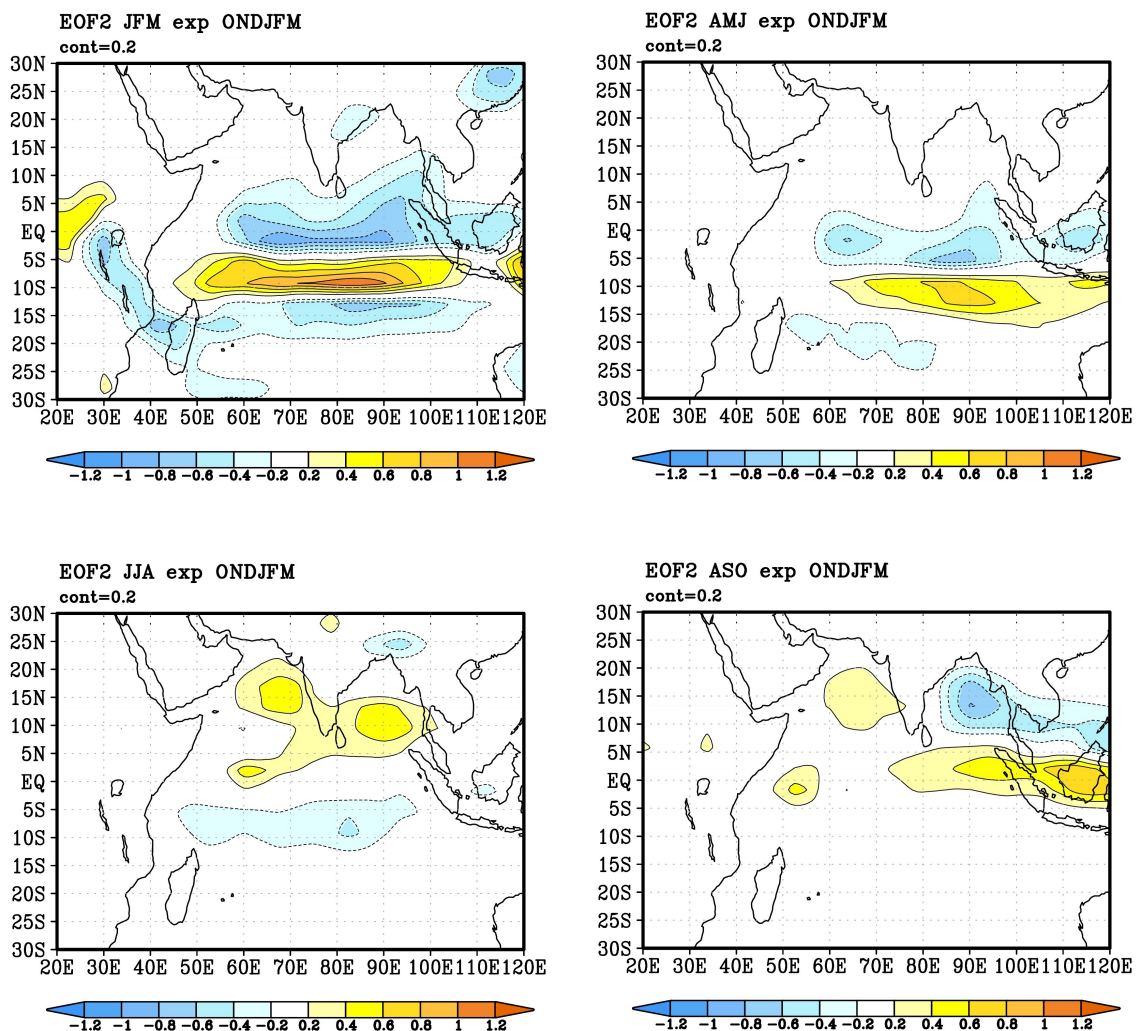 EOF2 JFM exp ONDJFM
cont=0.2
30N
25N
20N
15N
10N
5N
EQ
5S
10S
15S
20S
25S
30S
20E 30E 40E 50E 60E 70E 80E 90E 100E 110E 120E
-1.2 -1 -0.8 -0.6 -0.4 -0.2 0.2 0.4 0.6 0.8 1 1.2
EOF2 AMJ exp ONDJFM
cont=0.2
30N
25N
20N
15N
10N
5N
EQ
5S
10S
15S
20S
25S
30S
20E 30E 40E 50E 60E 70E 80E 90E 100E 110E 120E
-1.2 -1 -0.8 -0.6 -0.4 -0.2 0.2 0.4 0.6 0.8 1 1.2
EOF2 JJA exp ONDJFM
cont=0.2
30N
25N
20N
15N
10N
5N
EQ
5S
10S
15S
20S
25S
30S
20E 30E 40E 50E 60E 70E 80E 90E 100E 110E 120E
-1.2 -1 -0.8 -0.6 -0.4 -0.2 0.2 0.4 0.6 0.8 1 1.2
EOF2 ASO exp ONDJFM
cont=0.2
30N
25N
20N
15N
10N
5N
EQ
5S
10S
15S
20S
25S
30S
20E 30E 40E 50E 60E 70E 80E 90E 100E 110E 120E
-1.2 -1 -0.8 -0.6 -0.4 -0.2 0.2 0.4 0.6 0.8 1 1.2